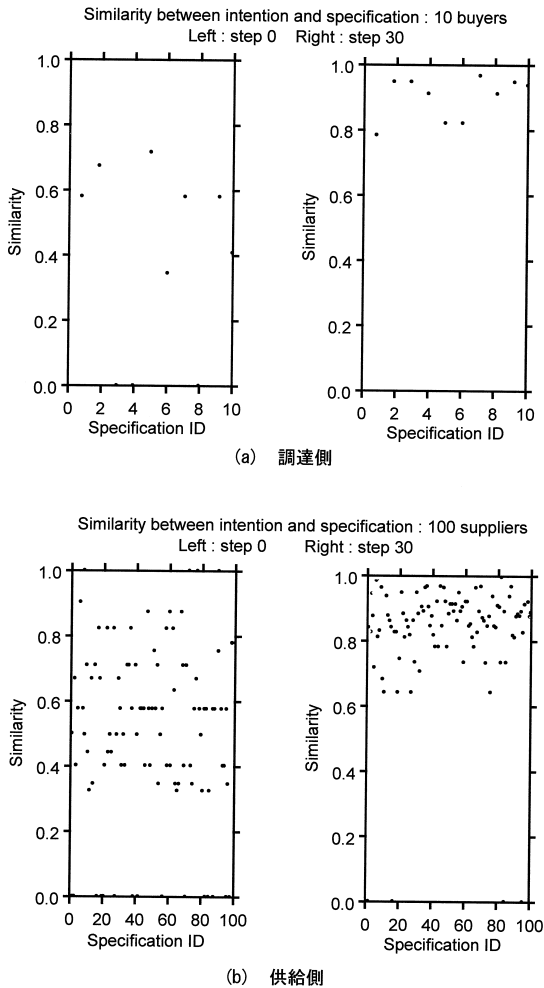 Similarity between intention and specification : 10 buyers
Left : step 0 Right : step 30
1.0
0.8
0.6
0.4
0.2
0.0
Similarity
0 2 4 6 8 10
Specification ID
1.0
0.8
0.6
0.4
0.2
0.0
Similarity
0 2 4 6 8 10
Specification ID
(a) 調達側
Similarity between intention and specification : 100 suppliers
Left : step 0 Right : step 30
1.0
0.8
0.6
0.4
0.2
0.0
Similarity
0 20 40 60 80 100
Specification ID
1.0
0.8
0.6
0.4
0.2
0.0
Similarity
0 20 40 60 80 100
Specification ID
(b) 供給側